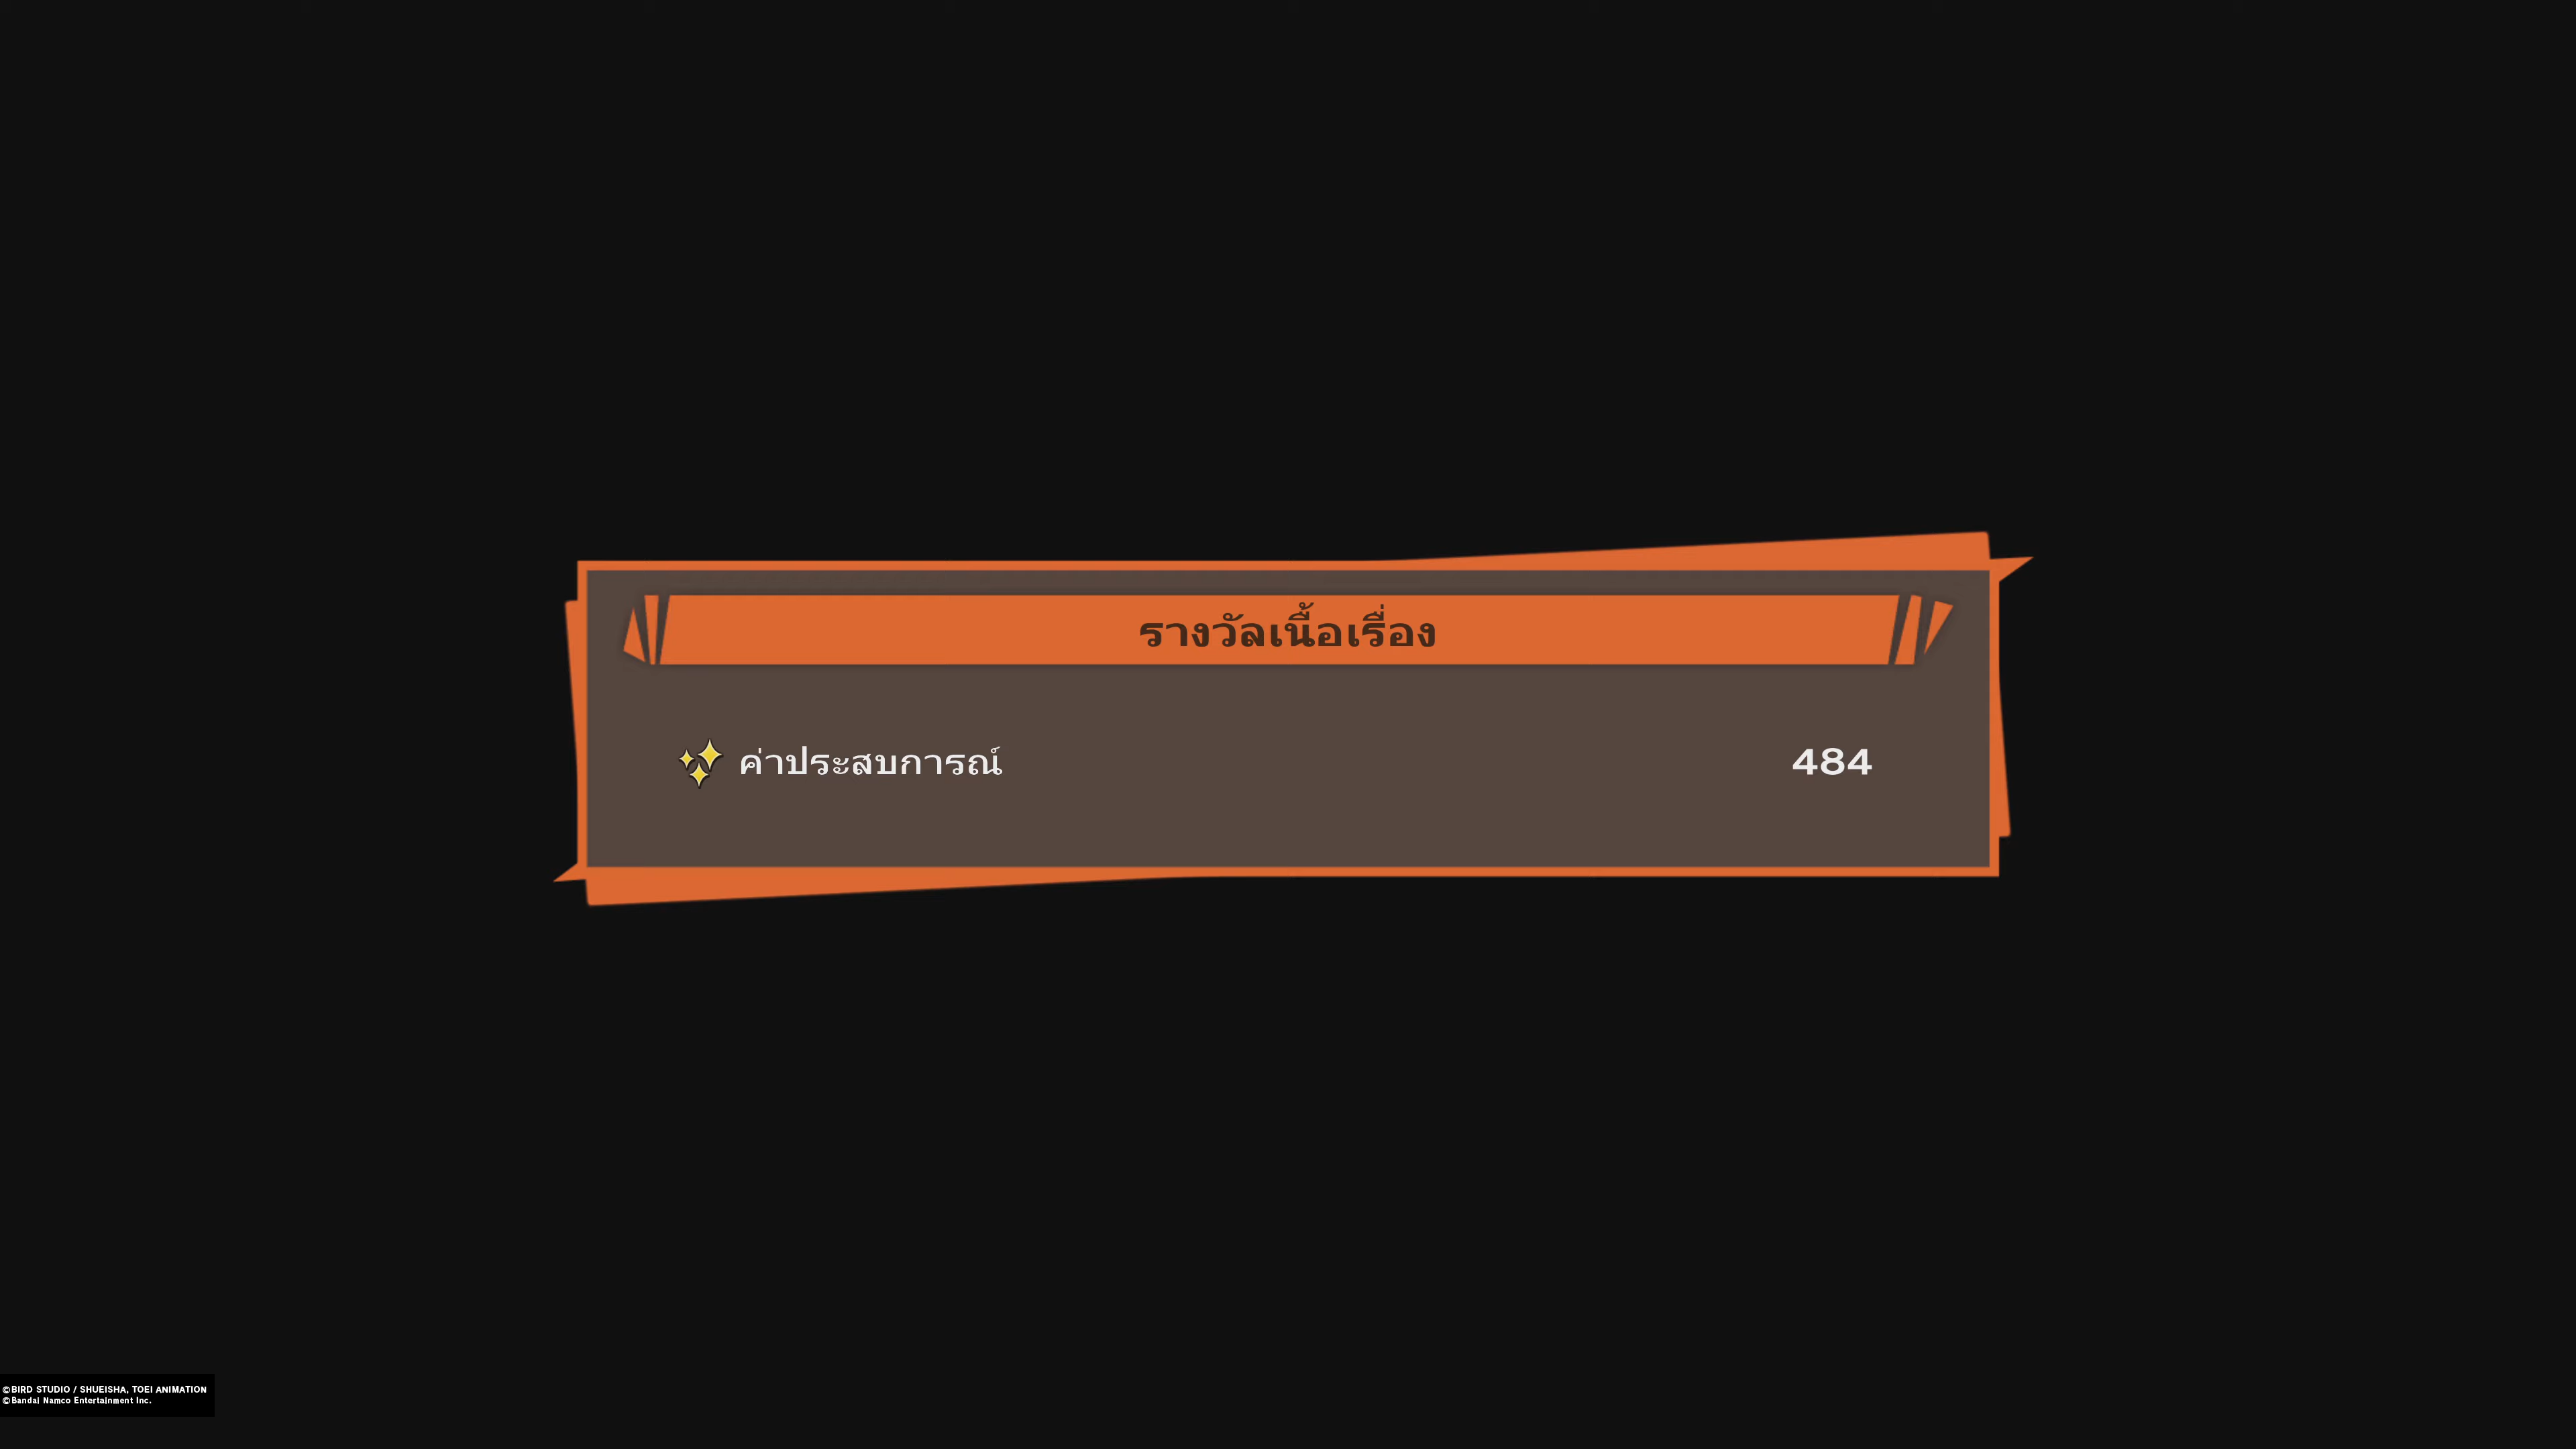 รางวัลเนื้อเรื่อง
ค่าประสบการณ์ 484
©BIRD STUDIO / SHUEISHA, TOEI ANIMATION
©Bandai Namco Entertainment Inc.